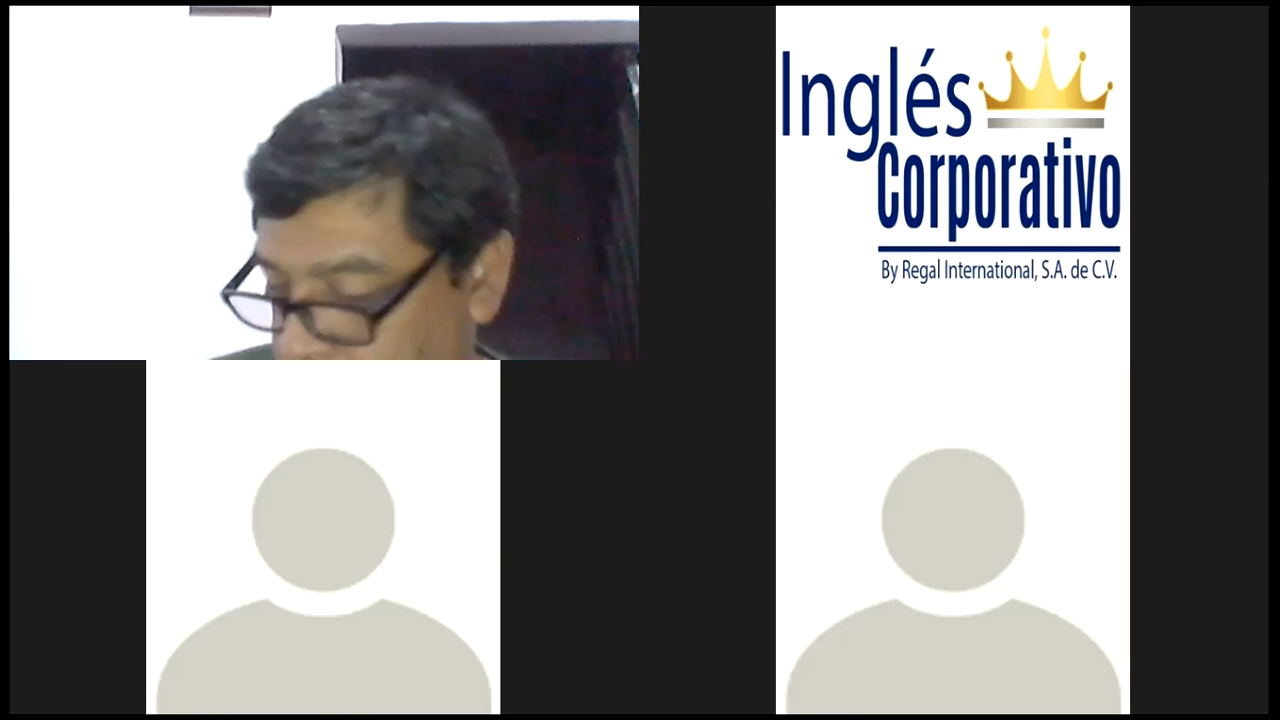 Inglés
Corporativo
By Regal International, S.A. de C.V.